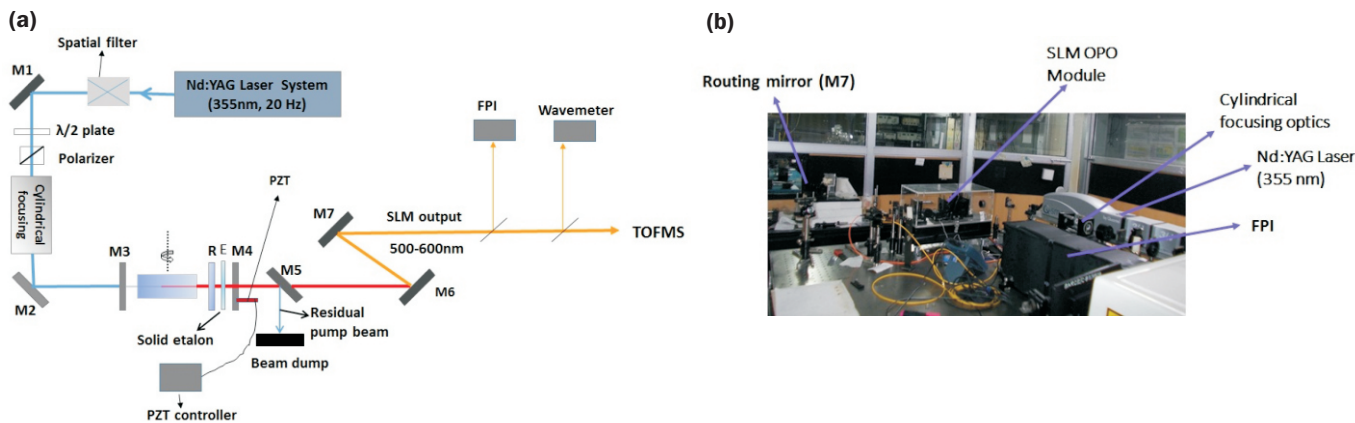 (a)
Spatial filter
M1
Nd:YAG Laser System
(355nm, 20 Hz)
λ/2 plate
Polarizer
Cylindrical
focusing
M2
M3
R E M4
PZT
M5
Solid etalon
Residual
pump beam
Beam dump
PZT controller
FPI
Wavemeter
M7
SLM output
500-600nm
TOFMS
M6
(b)
SLM OPO
Module
Routing mirror (M7)
Cylindrical
focusing optics
Nd:YAG Laser
(355 nm)
FPI